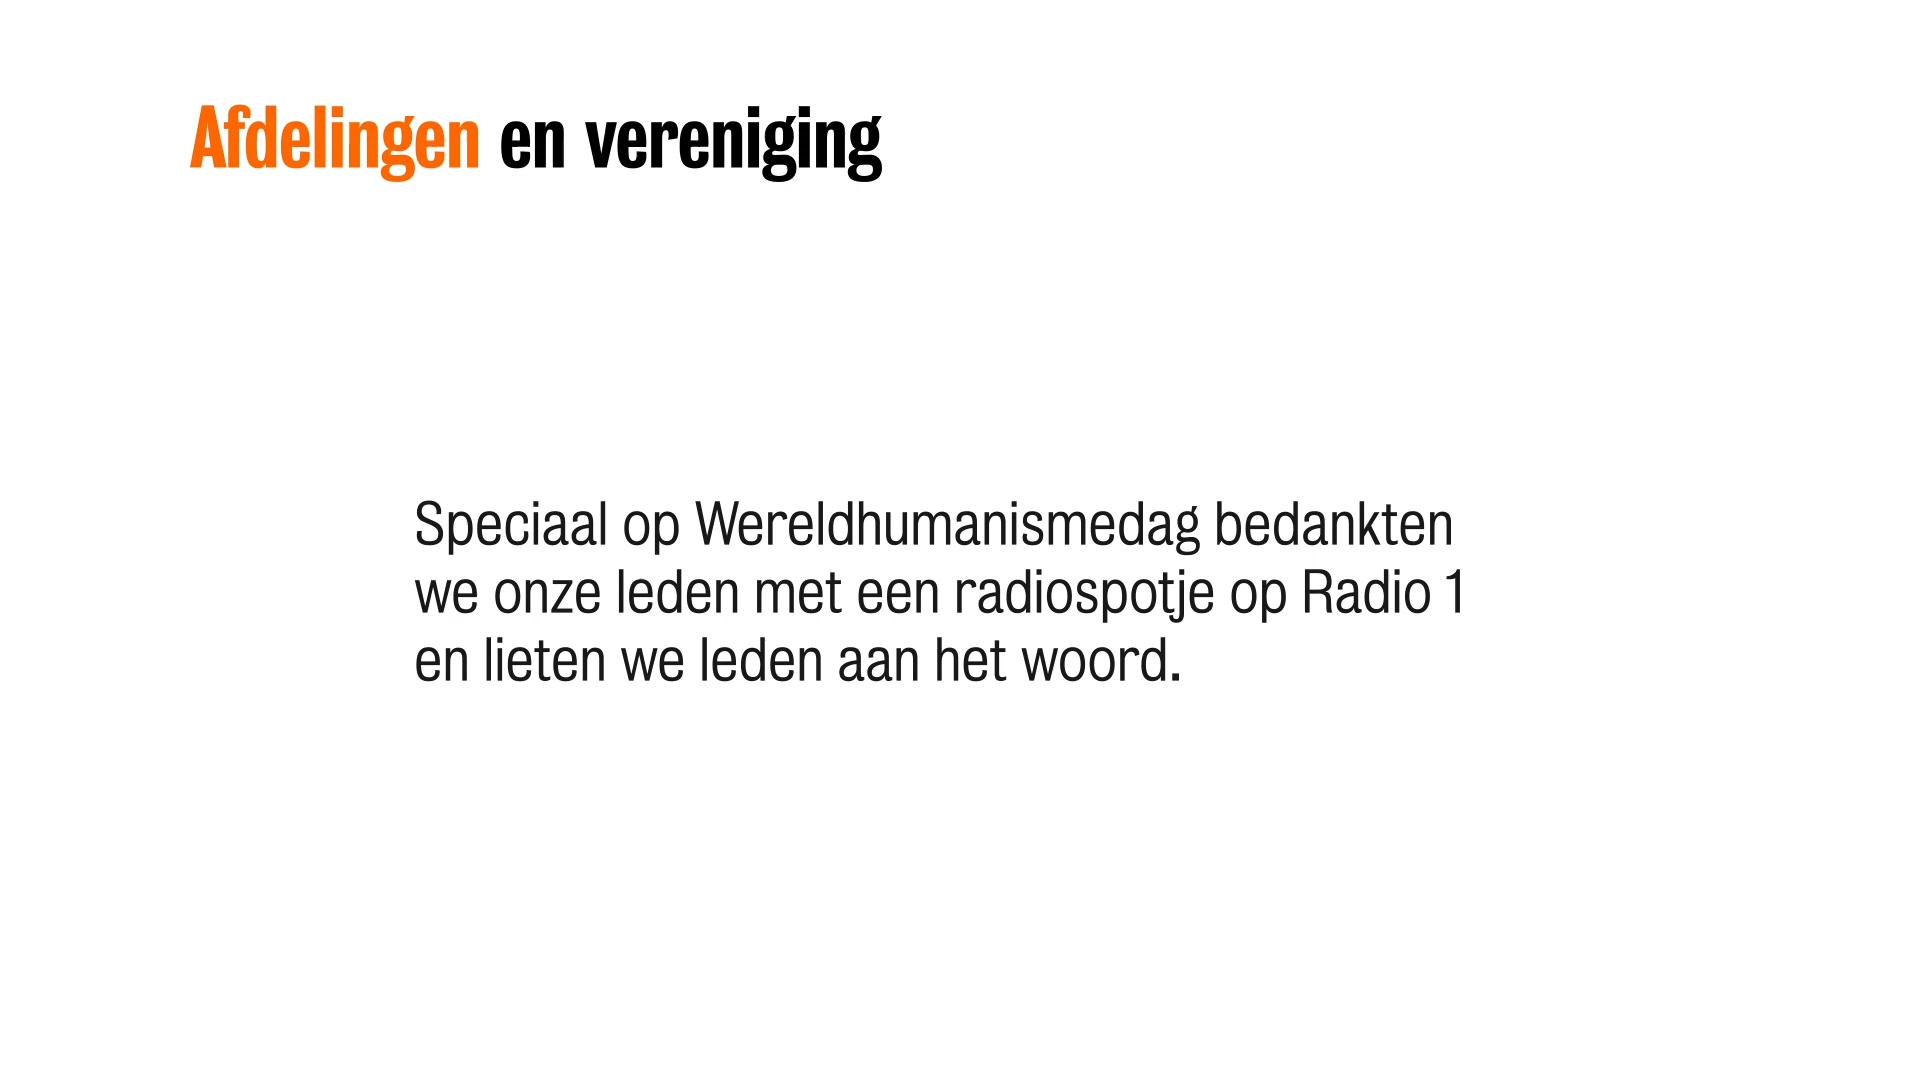 Afdelingen en vereniging
Speciaal op Wereldhumanismedag bedankten
we onze leden met een radiospotje op Radio 1
en lieten we leden aan het woord.